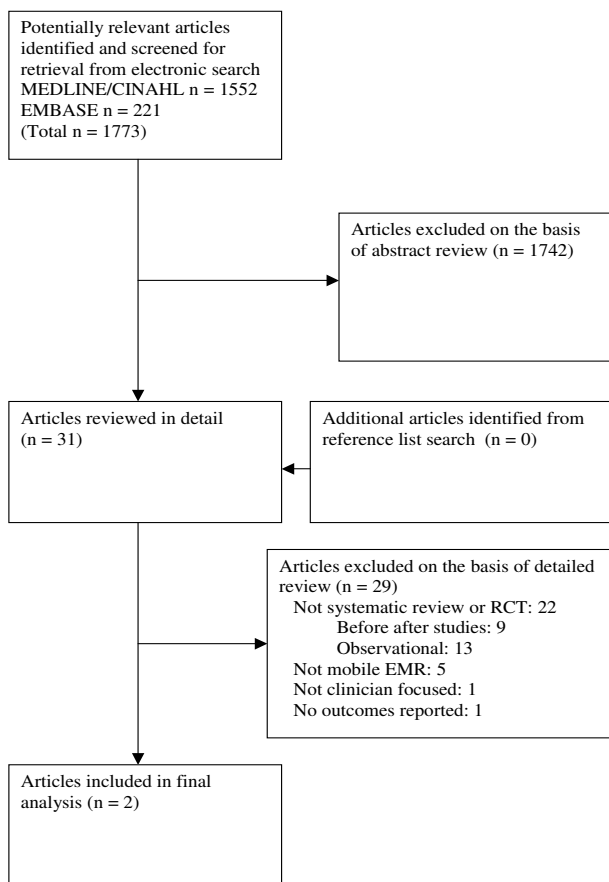 Potentially relevant articles
identified and screened for
retrieval from electronic search
MEDLINE/CINAHL n = 1552
EMBASE n = 221
(Total n = 1773)
Articles excluded on the basis
of abstract review (n = 1742)
Articles reviewed in detail
(n = 31)
Additional articles identified from
reference list search (n = 0)
Articles excluded on the basis of detailed
review (n = 29)
Not systematic review or RCT: 22
Before after studies: 9
Observational: 13
Not mobile EMR: 5
Not clinician focused: 1
No outcomes reported: 1
Articles included in final
analysis (n = 2)